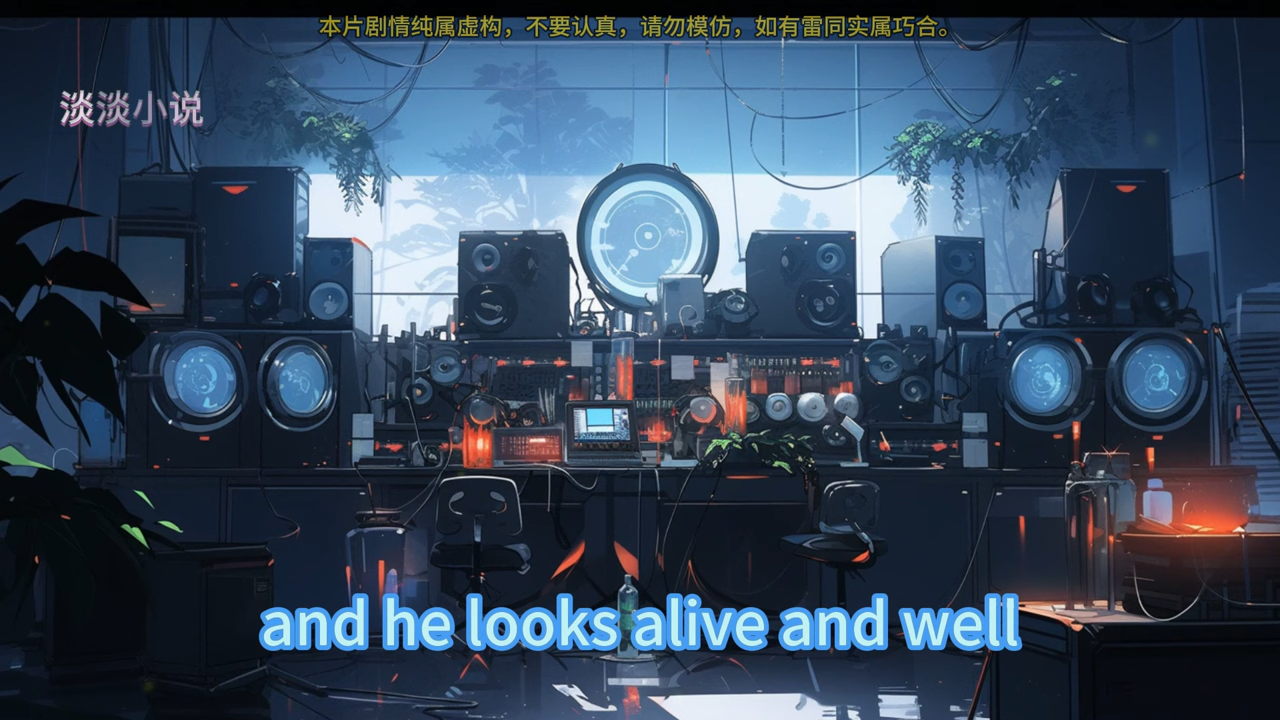 本片剧情纯属虚构，不要认真，请勿模仿，如有雷同实属巧合。
淡淡小说
and he looks alive and well